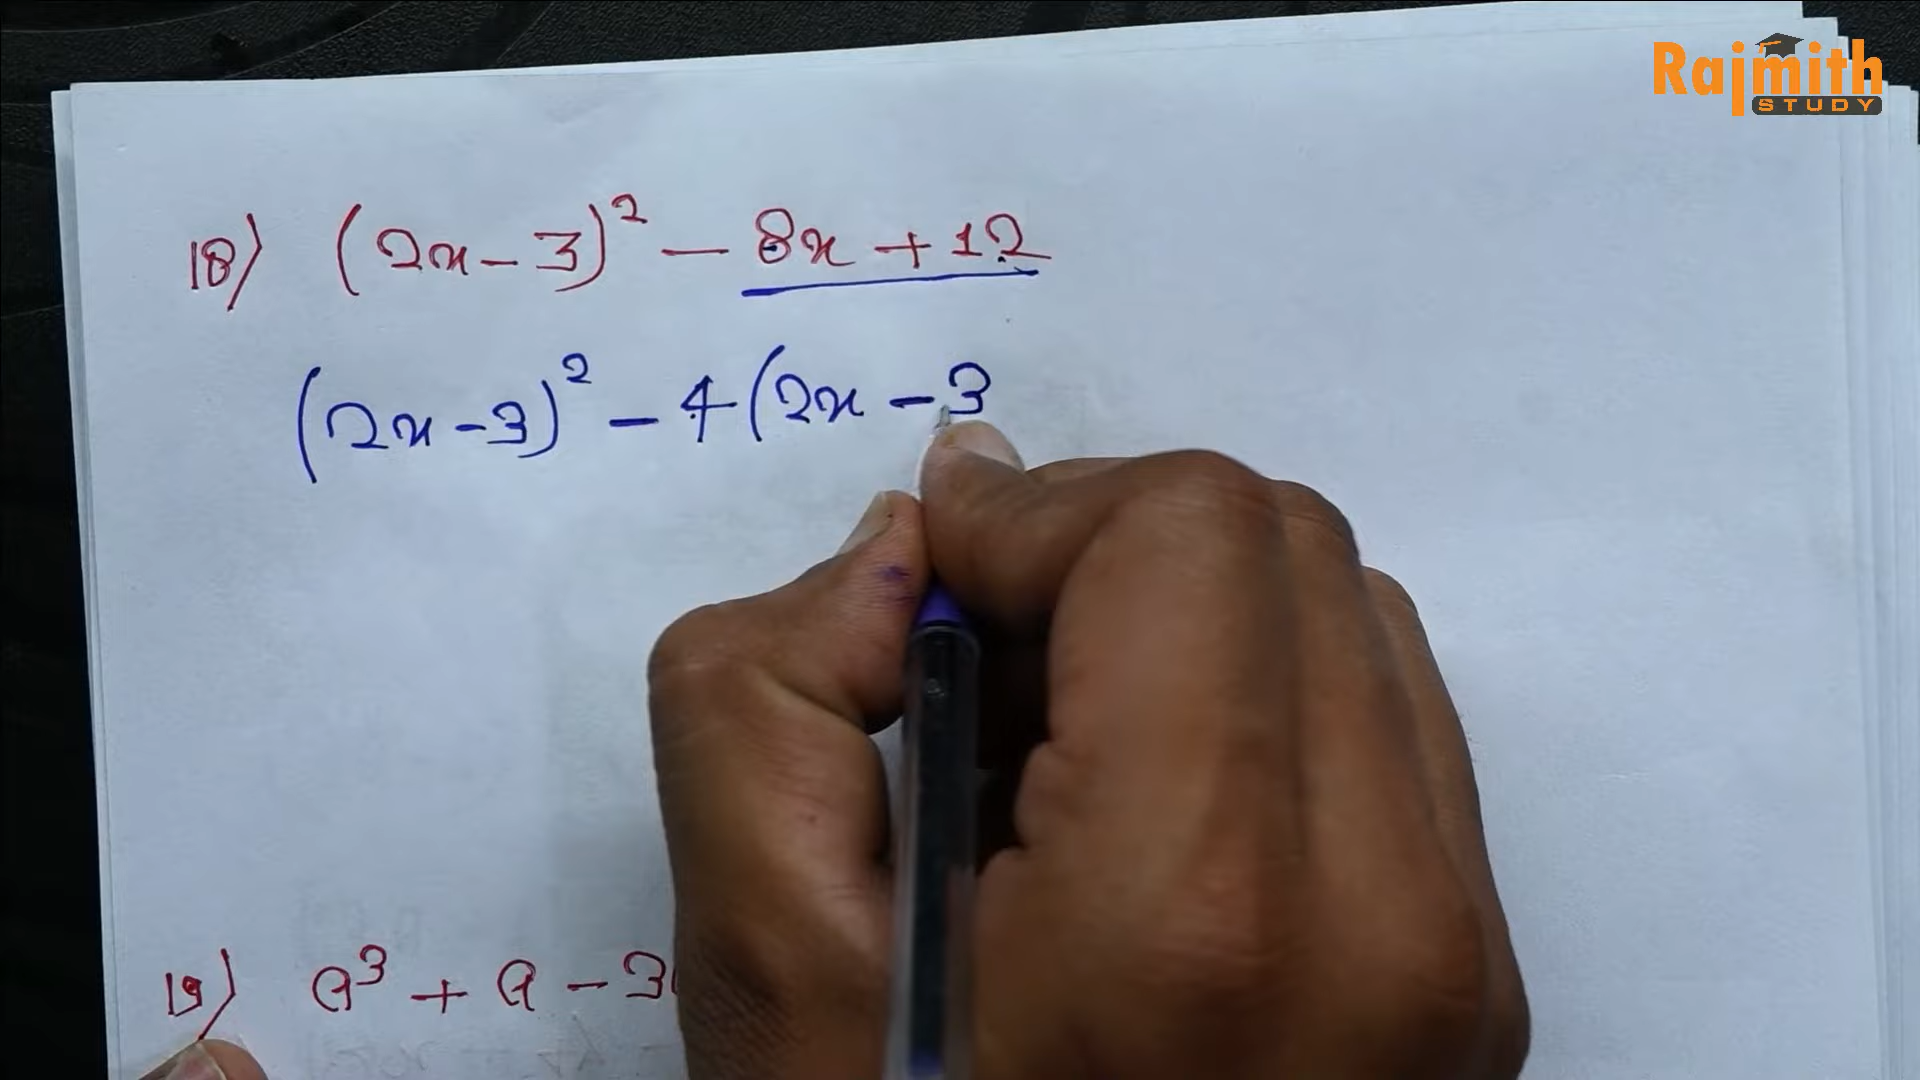 Rajmith
STUDY
18) (2x-3)² - 8x + 12
(2x-3)² - 4(2x - 3
19) a³ + a - 3